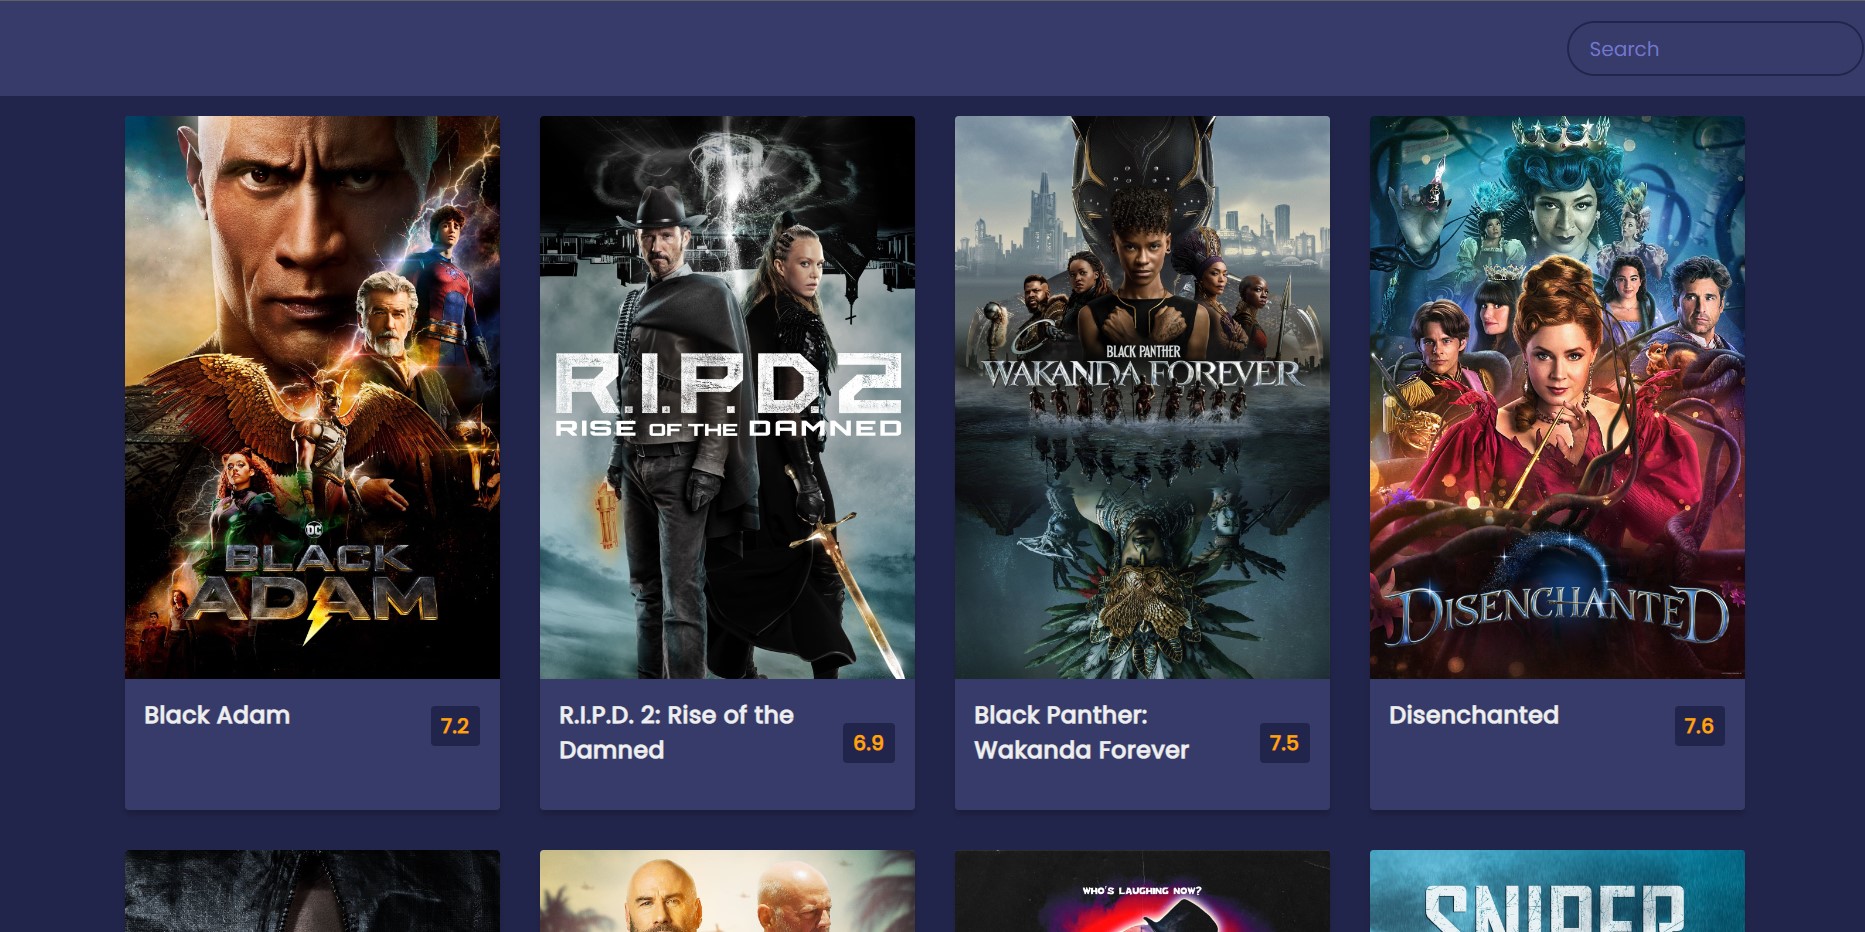 Search
DC
BLACK
ADAM
R.I.P.D.2
RISE OF THE DAMNED
BLACK PANTHER
WAKANDA FOREVER
DISENCHANTED
Black Adam
7.2
R.I.P.D. 2: Rise of the
Damned
6.9
Black Panther:
Wakanda Forever
7.5
Disenchanted
7.6
WHO'S LAUGHING NOW?
SNIPER